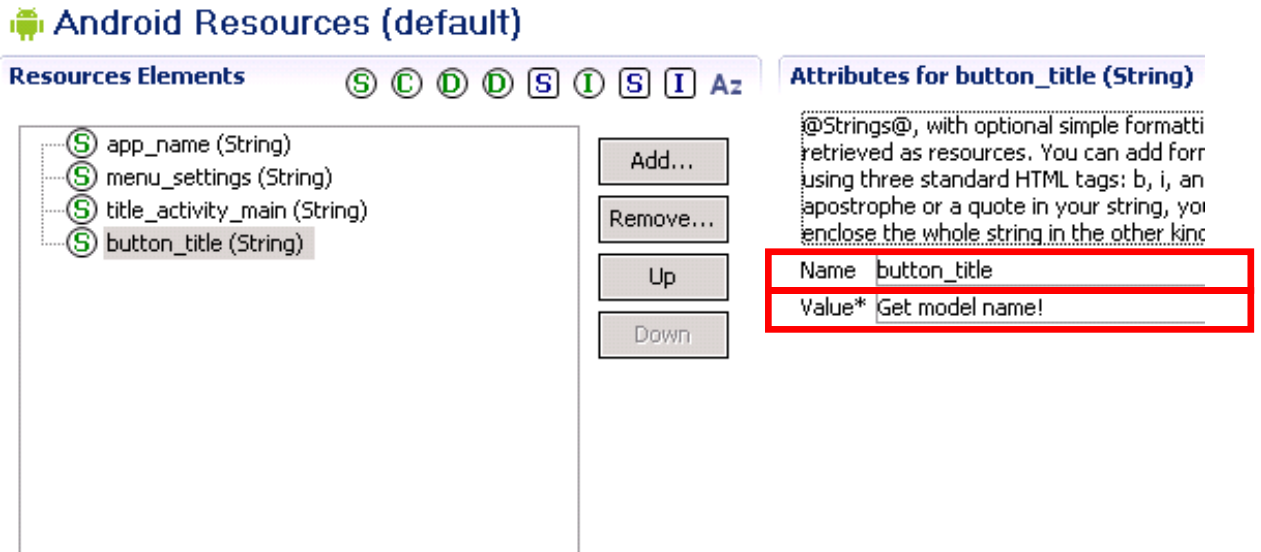 Android Resources (default)
Resources Elements
S C D D S I S I Az
app_name (String)
menu_settings (String)
title_activity_main (String)
button_title (String)
S
S
S
S
Add...
Remove...
Up
Down
Attributes for button_title (String)
@Strings@, with optional simple formatti
retrieved as resources. You can add forr
using three standard HTML tags: b, i, an
apostrophe or a quote in your string, you
enclose the whole string in the other kind
Name button_title
Value* Get model name!